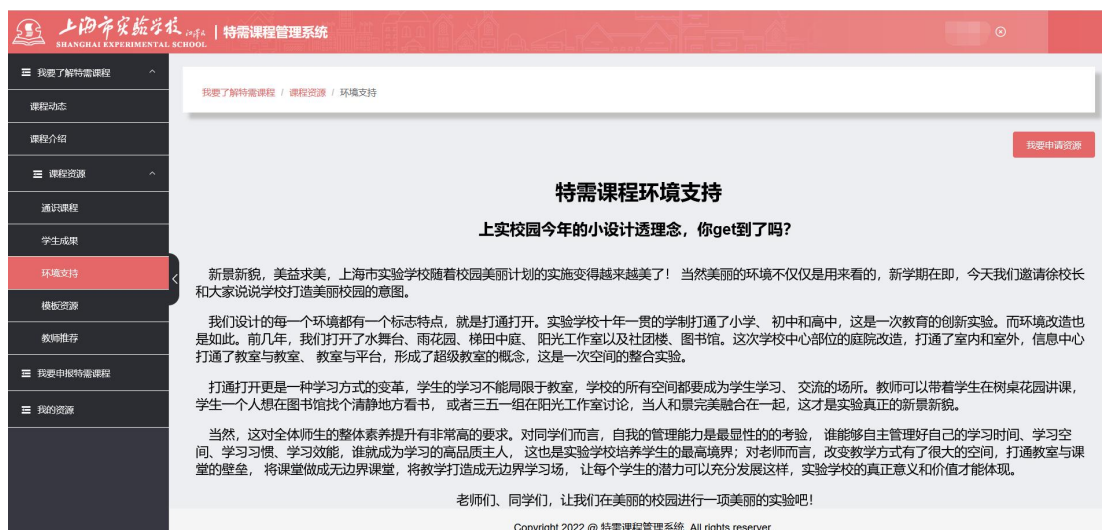 上海市实验学校
SHANGHAI EXPERIMENTAL SCHOOL
特需课程管理系统
我要了解特需课程
课程动态
课程介绍
课程资源
通识课程
学生成果
环境支持
模板资源
教师推荐
我要申报特需课程
我的资源
我要了解特需课程 / 课程资源 / 环境支持
我要申请资源
特需课程环境支持
上实校园今年的小设计透理念，你get到了吗？
新景新貌，美益求美，上海市实验学校随着校园美丽计划的实施变得越来越美了！ 当然美丽的环境不仅仅是用来看的，新学期在即，今天我们邀请徐校长
和大家说说学校打造美丽校园的意图。
我们设计的每一个环境都有一个标志特点，就是打通打开。实验学校十年一贯的学制打通了小学、 初中和高中，这是一次教育的创新实验。而环境改造也
是如此。前几年，我们打开了水舞台、雨花园、梯田中庭、 阳光工作室以及社团楼、图书馆。这次学校中心部位的庭院改造，打通了室内和室外，信息中心
打通了教室与教室、 教室与平台，形成了超级教室的概念，这是一次空间的整合实验。
打通打开更是一种学习方式的变革，学生的学习不能局限于教室，学校的所有空间都要成为学生学习、 交流的场所。教师可以带着学生在树桌花园讲课，
学生一个人想在图书馆找个清静地方看书， 或者三五一组在阳光工作室讨论，当人和景完美融合在一起，这才是实验真正的新景新貌。
当然，这对全体师生的整体素养提升有非常高的要求。对同学们而言，自我的管理能力是最显性的的考验， 谁能够自主管理好自己的学习时间、学习空
间、学习习惯、学习效能，谁就成为学习的高品质主人， 这也是实验学校培养学生的最高境界；对老师而言，改变教学方式有了很大的空间，打通教室与课
堂的壁垒， 将课堂做成无边界课堂，将教学打造成无边界学习场， 让每个学生的潜力可以充分发展这样，实验学校的真正意义和价值才能体现。
老师们、同学们，让我们在美丽的校园进行一项美丽的实验吧！
Copyright 2022 @ 特需课程管理系统. All rights reserver